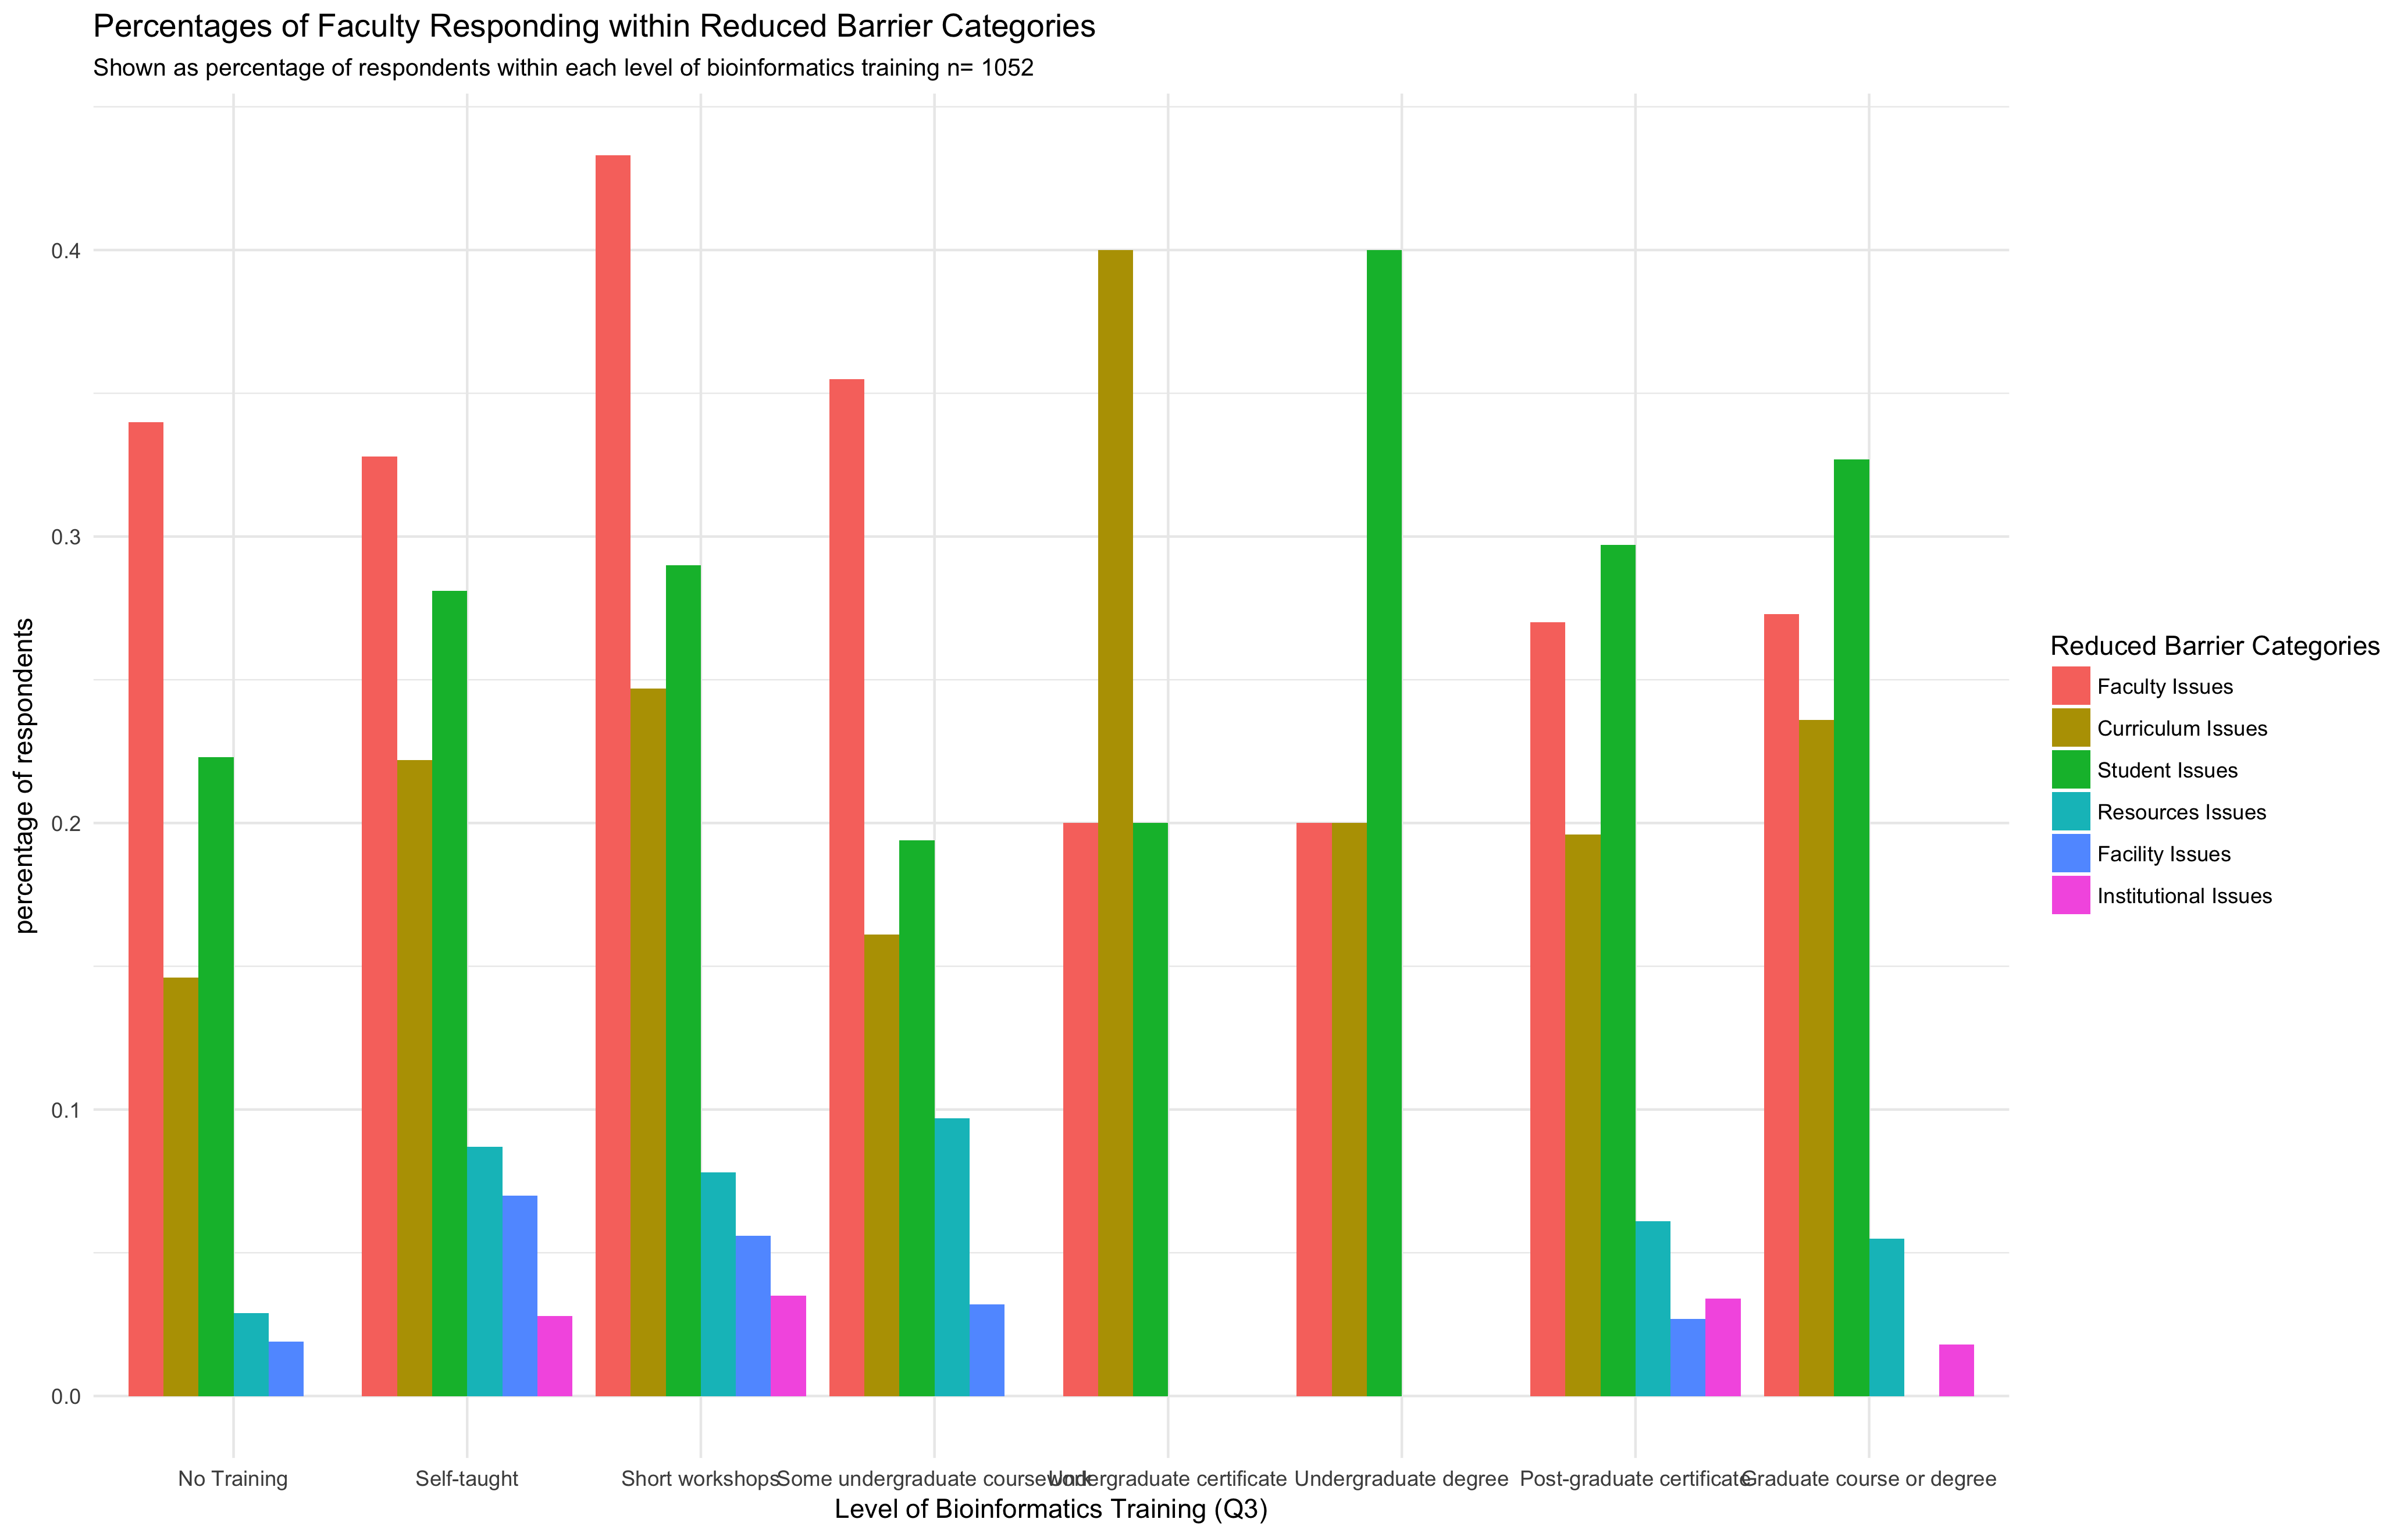 Percentages of Faculty Responding within Reduced Barrier Categories
Shown as percentage of respondents within each level of bioinformatics training n= 1052
percentage of respondents
0.4
0.3
0.2
0.1
0.0
No Training
Self-taught
Short workshops
Some undergraduate coursework
Undergraduate certificate
Undergraduate degree
Post-graduate certificate
Graduate course or degree
Level of Bioinformatics Training (Q3)
Reduced Barrier Categories
Faculty Issues
Curriculum Issues
Student Issues
Resources Issues
Facility Issues
Institutional Issues